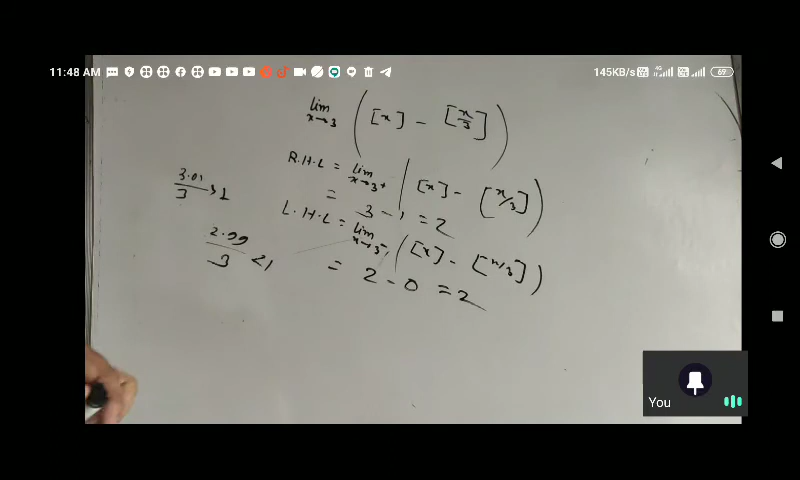 11:48 AM 145KB/s 69
lim x→3 ([x] - [x/3])
R.H.L = lim x→3+ ([x] - [x/3])
3.01/3 >1
= 3 - 1 = 2
L.H.L = lim x→3- ([x] - [x/3])
2.99/3 <1
= 2 - 0 = 2
You